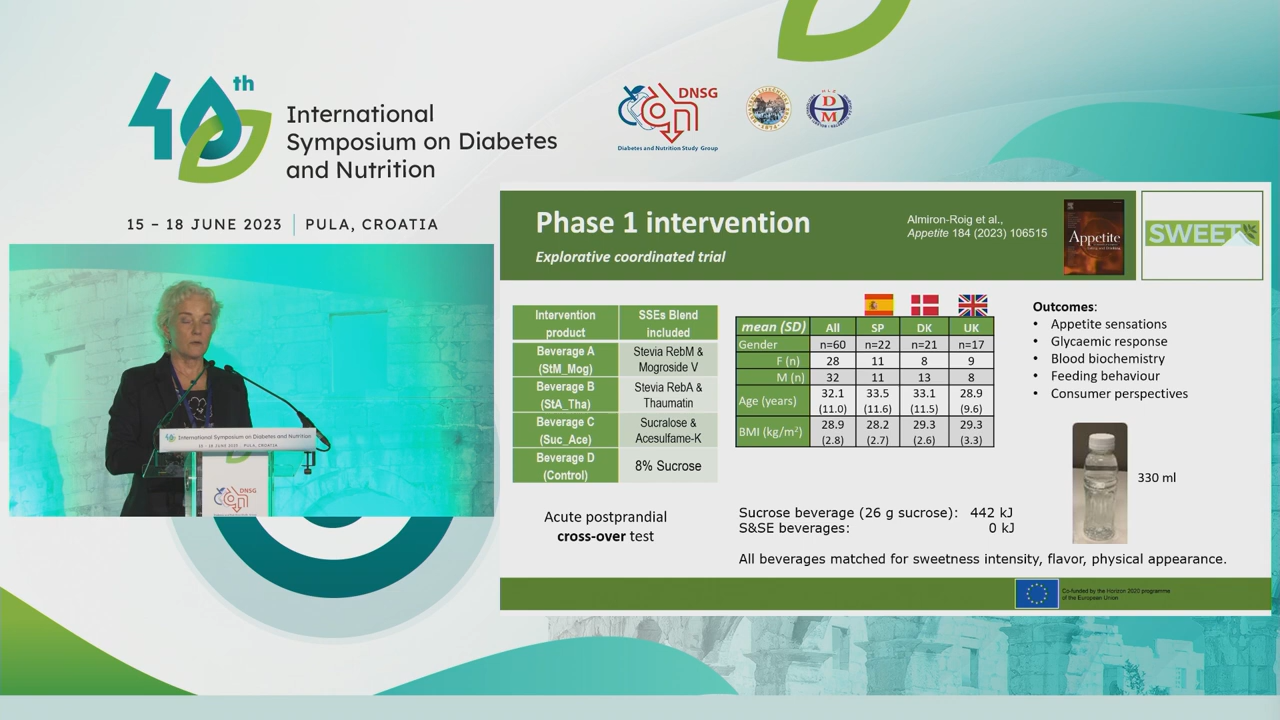 40th
International
Symposium on Diabetes
and Nutrition
15 – 18 JUNE 2023 | PULA, CROATIA
DNSG
Diabetes and Nutrition Study Group
International Symposium on Diabetes and Nutrition
15 – 18 JUNE 2023 | PULA, CROATIA
DNSG
Phase 1 intervention
Explorative coordinated trial
Almiron-Roig et al.,
Appetite 184 (2023) 106515
Appetite
SWEET
Intervention product | SSEs Blend included
Beverage A (StM_Mog) | Stevia RebM & Mogroside V
Beverage B (StA_Tha) | Stevia RebA & Thaumatin
Beverage C (Suc_Ace) | Sucralose & Acesulfame-K
Beverage D (Control) | 8% Sucrose
Acute postprandial
cross-over test
mean (SD) | All | SP | DK | UK
Gender | n=60 | n=22 | n=21 | n=17
F (n) | 28 | 11 | 8 | 9
M (n) | 32 | 11 | 13 | 8
Age (years) | 32.1 (11.0) | 33.5 (11.6) | 33.1 (11.5) | 28.9 (9.6)
BMI (kg/m²) | 28.9 (2.8) | 28.2 (2.7) | 29.3 (2.6) | 29.3 (3.3)
Outcomes:
• Appetite sensations
• Glycaemic response
• Blood biochemistry
• Feeding behaviour
• Consumer perspectives
330 ml
Sucrose beverage (26 g sucrose): 442 kJ
S&SE beverages: 0 kJ
All beverages matched for sweetness intensity, flavor, physical appearance.
Co-funded by the Horizon 2020 programme
of the European Union